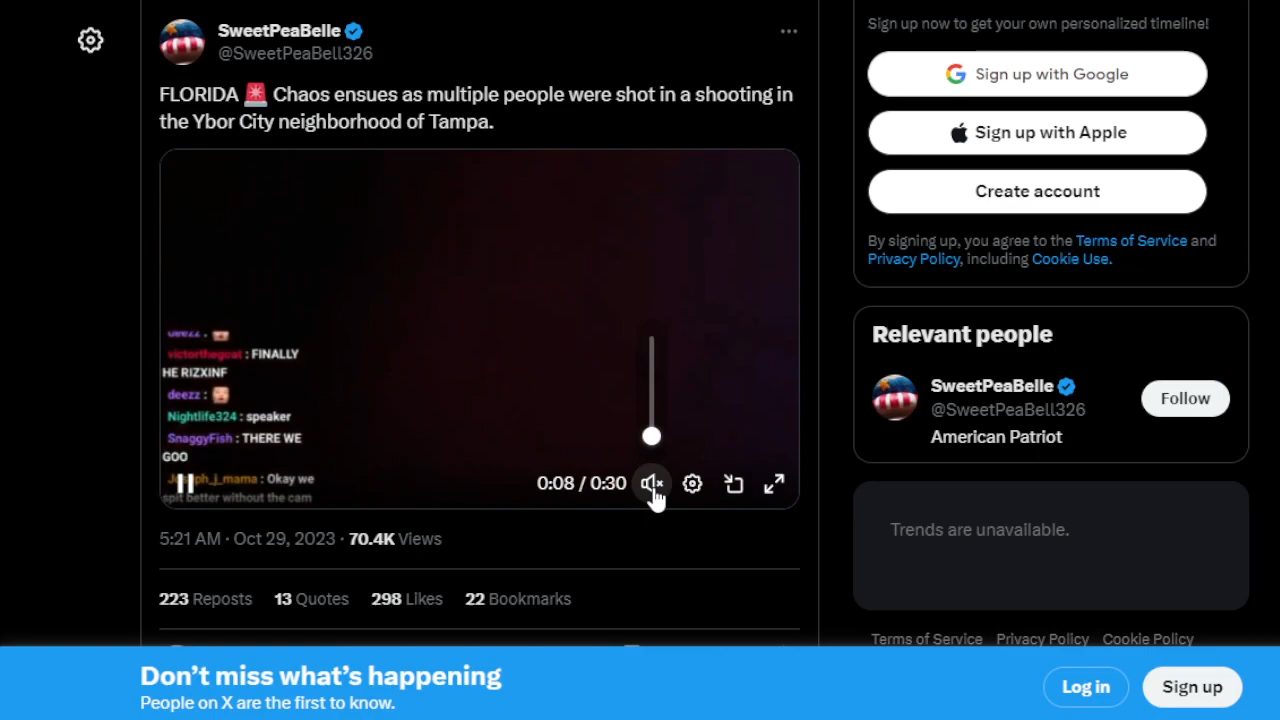 SweetPeaBelle
@SweetPeaBell326
FLORIDA 🚨 Chaos ensues as multiple people were shot in a shooting in
the Ybor City neighborhood of Tampa.
deezz :
victorthegoat : FINALLY
HE RIZXINF
deezz :
Nightlife324 : speaker
SnaggyFish : THERE WE
GOO
Joseph_j_mama : Okay we
spit better without the cam
0:08 / 0:30
5:21 AM · Oct 29, 2023 · 70.4K Views
223 Reposts 13 Quotes 298 Likes 22 Bookmarks
Sign up now to get your own personalized timeline!
Sign up with Google
Sign up with Apple
Create account
By signing up, you agree to the Terms of Service and
Privacy Policy, including Cookie Use.
Relevant people
SweetPeaBelle
@SweetPeaBell326
Follow
American Patriot
Trends are unavailable.
Terms of Service Privacy Policy Cookie Policy
Don’t miss what’s happening
People on X are the first to know.
Log in
Sign up